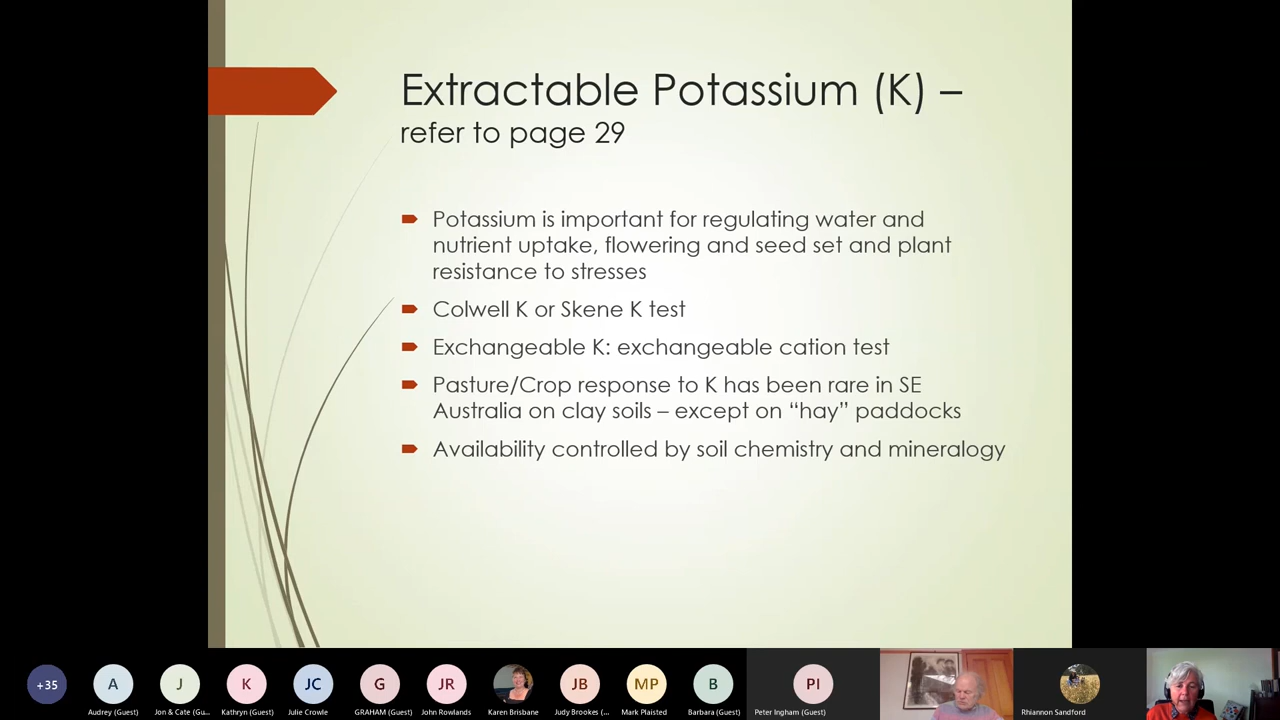 Extractable Potassium (K) –
refer to page 29
Potassium is important for regulating water and
nutrient uptake, flowering and seed set and plant
resistance to stresses
Colwell K or Skene K test
Exchangeable K: exchangeable cation test
Pasture/Crop response to K has been rare in SE
Australia on clay soils – except on “hay” paddocks
Availability controlled by soil chemistry and mineralogy
+35
A
J
K
JC
G
JR
JB
MP
B
PI
Audrey (Guest)
Jon & Cate (Gu...
Kathryn (Guest)
Julie Crowle
GRAHAM (Guest)
John Rowlands
Karen Brisbane
Judy Brookes (...
Mark Plaisted
Barbara (Guest)
Peter Ingham (Guest)
Rhiannon Sandford